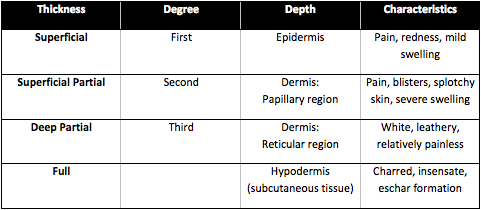 Thickness Degree Depth Characteristics
Superficial First Epidermis Pain, redness, mild
swelling
Superficial Partial Second Dermis: Pain, blisters, splotchy
Papillary region skin, severe swelling
Deep Partial Third Dermis: White, leathery,
Reticular region relatively painless
Full Hypodermis Charred, insensate,
(subcutaneous tissue) eschar formation